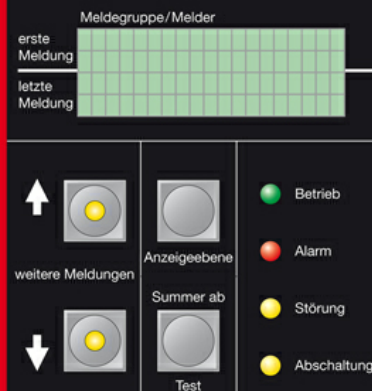 Meldegruppe/Melder
erste
Meldung
letzte
Meldung
Anzeigeebene
weitere Meldungen
Summer ab
Test
Betrieb
Alarm
Störung
Abschaltung